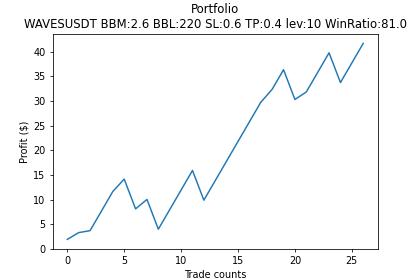 Portfolio
WAVESUSDT BBM:2.6 BBL:220 SL:0.6 TP:0.4 lev:10 WinRatio:81.0
40
35
30
25
20
15
10
5
0
Profit ($)
0 5 10 15 20 25
Trade counts